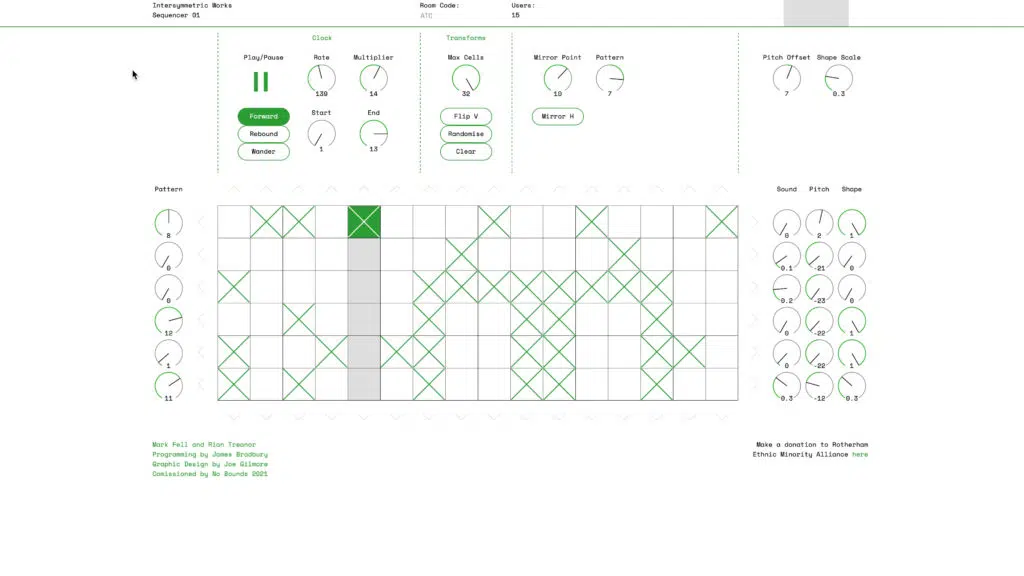 Intersymmetric Works
Sequencer 01
Room Code:
ATC
Users:
15
Clock
Transforms
Play/Pause
Rate
Multiplier
Max Cells
Mirror Point
Pattern
Pitch Offset
Shape Scale
139
14
32
10
7
7
0.3
Forward
Rebound
Wander
Start
End
1
13
Flip V
Randomise
Clear
Mirror H
Pattern
Sound
Pitch
Shape
8
0
2
1
0
0.1
-21
0
0
0.2
-23
0
12
0
-22
1
1
0
-22
1
11
0.3
-12
0.3
Mark Fell and Rian Treanor
Programming by James Bradbury
Graphic Design by Joe Gilmore
Comissioned by No Bounds 2021
Make a donation to Rotherham
Ethnic Minority Alliance here